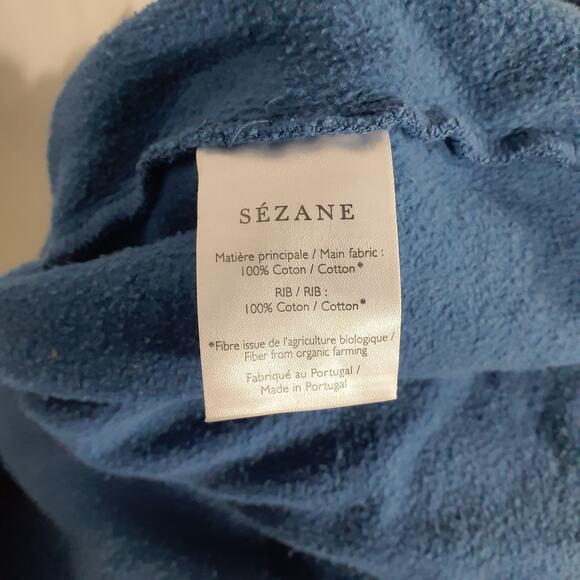 SÉZANE
Matière principale / Main fabric :
100% Coton / Cotton*
RIB / RIB :
100% Coton / Cotton*
*Fibre issue de l'agriculture biologique /
Fiber from organic farming
Fabriqué au Portugal /
Made in Portugal